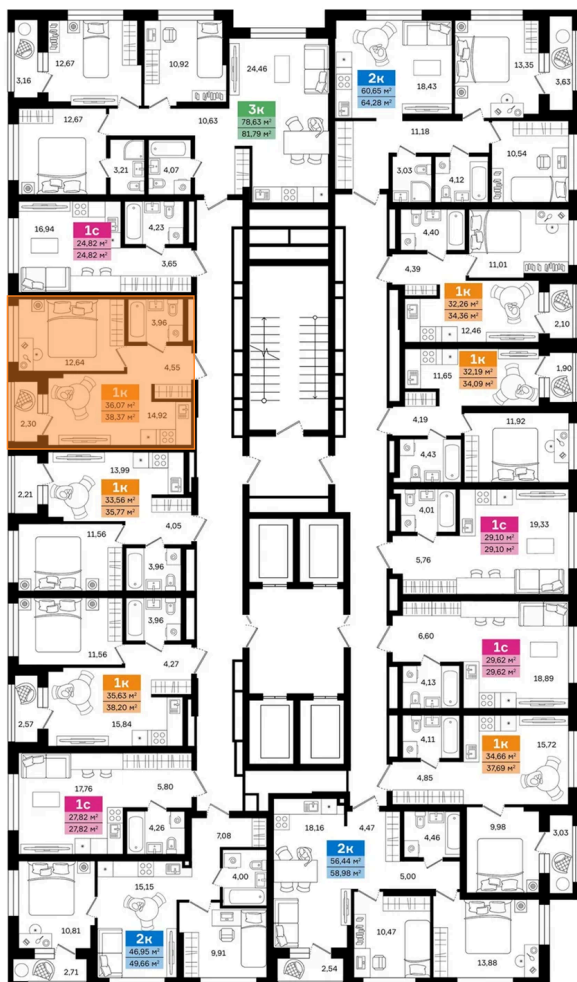 3,16
12,67
10,92
24,46
3к
78,63 м²
81,79 м²
12,67
10,63
3,21
4,07
2к
60,65 м²
64,28 м²
18,43
13,35
3,63
11,18
3,03
4,12
10,54
16,94
1с
24,82 м²
24,82 м²
4,23
3,65
4,40
4,39
11,01
1к
32,26 м²
34,36 м²
12,46
2,10
12,64
3,96
4,55
1к
36,07 м²
38,37 м²
14,92
2,30
11,65
1к
32,19 м²
34,09 м²
1,90
4,19
4,43
11,92
2,21
13,99
1к
33,56 м²
35,77 м²
4,05
11,56
3,96
4,01
1с
29,10 м²
29,10 м²
19,33
5,76
11,56
3,96
4,27
1к
35,63 м²
38,20 м²
2,57
15,84
6,60
1с
29,62 м²
29,62 м²
4,13
18,89
4,11
1к
34,66 м²
37,69 м²
15,72
4,85
17,76
5,80
1с
27,82 м²
27,82 м²
4,26
7,08
18,16
4,47
2к
56,44 м²
58,98 м²
4,46
5,00
9,98
3,03
15,15
4,00
10,81
2к
46,95 м²
49,66 м²
2,71
9,91
2,54
10,47
13,88